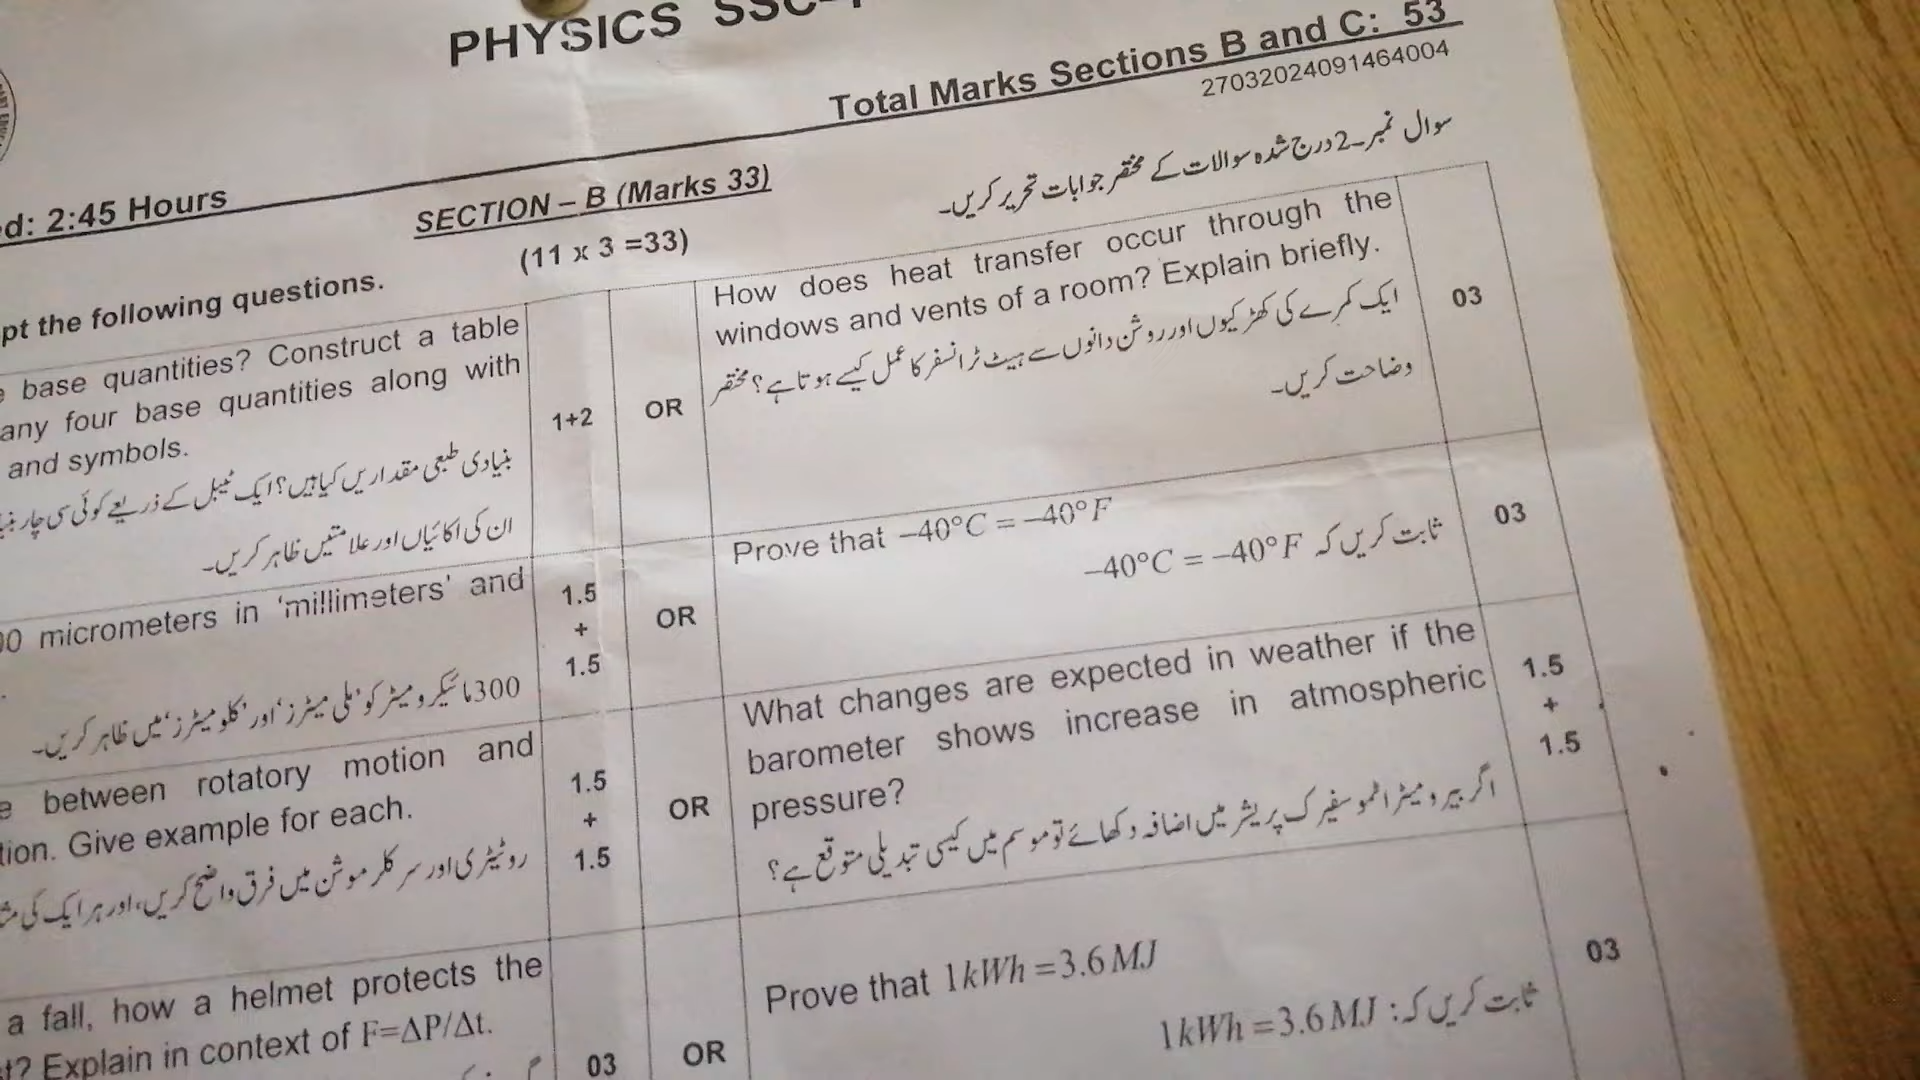 PHYSICS SSC-I
Total Marks Sections B and C: 53
27032024091464004
ed: 2:45 Hours
SECTION – B (Marks 33)
(11 x 3 =33)
سوال نمبر۔2 درج شدہ سوالات کے مختصر جوابات تحریر کریں۔
pt the following questions.
e base quantities? Construct a table
any four base quantities along with
and symbols.
بنیادی طبعی مقداریں کیا ہیں؟ ایک ٹیبل کے ذریعے کوئی سی چار
ان کی اکائیاں اور علامتیں ظاہر کریں۔
1+2
OR
How does heat transfer occur through the
windows and vents of a room? Explain briefly.
ایک کمرے کی کھڑکیوں اور روشن دانوں سے ہیٹ ٹرانسفر کا عمل کیسے ہوتا ہے؟ مختصر
وضاحت کریں۔
03
00 micrometers in 'millimeters' and
300 مائیکرو میٹر کو 'ملی میٹرز' اور 'کلو میٹرز' میں ظاہر کریں۔
1.5
+
1.5
OR
Prove that –40°C = –40°F
ثابت کریں کہ –40°C = –40°F
03
e between rotatory motion and
tion. Give example for each.
روٹیٹری اور سرکلر موشن میں فرق واضح کریں، اور ہر ایک کی
1.5
+
1.5
OR
What changes are expected in weather if the
barometer shows increase in atmospheric
pressure?
اگر بیرومیٹر اٹموسفیرک پریشر میں اضافہ دکھائے تو موسم میں کیسی تبدیلی متوقع ہے؟
1.5
+
1.5
a fall, how a helmet protects the
t? Explain in context of F=ΔP/Δt.
03
OR
Prove that 1kWh = 3.6 MJ
ثابت کریں کہ: 1kWh = 3.6 MJ
03